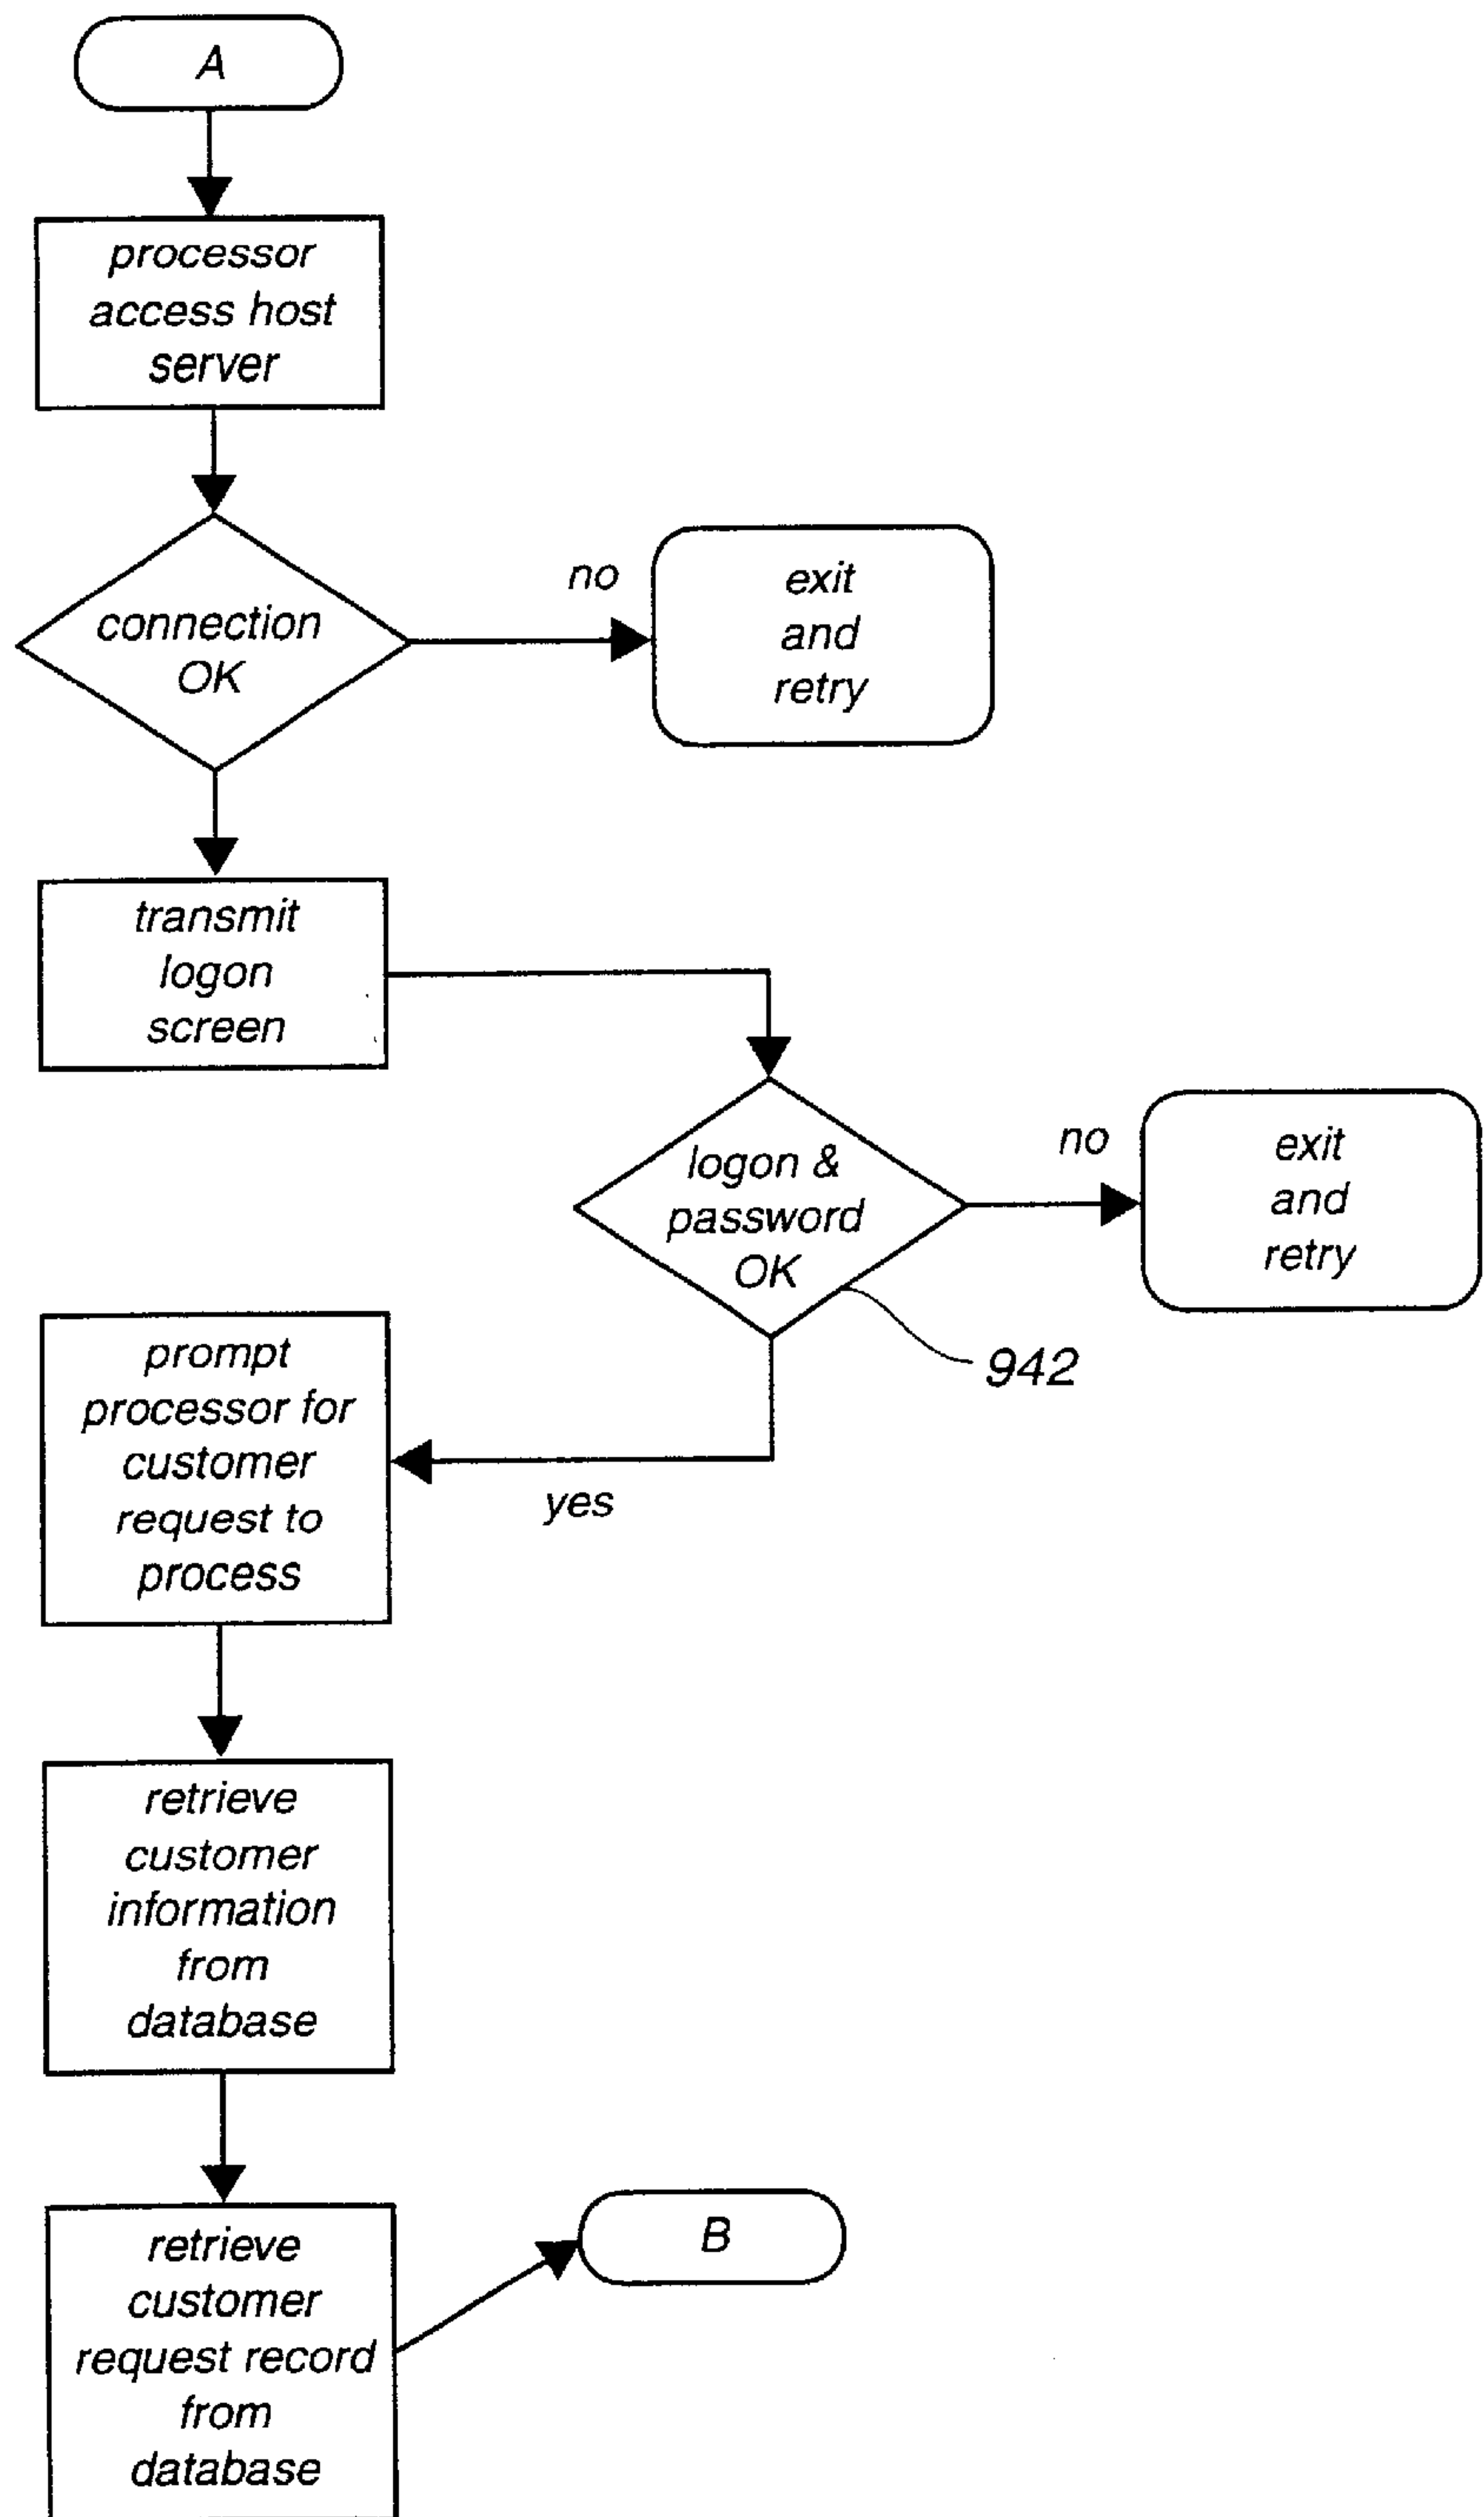 A
processor
access host
server
connection
OK
no
exit
and
retry
transmit
logon
screen
logon &
password
OK
no
exit
and
retry
942
yes
prompt
processor for
customer
request to
process
retrieve
customer
information
from
database
retrieve
customer
request record
from
database
B